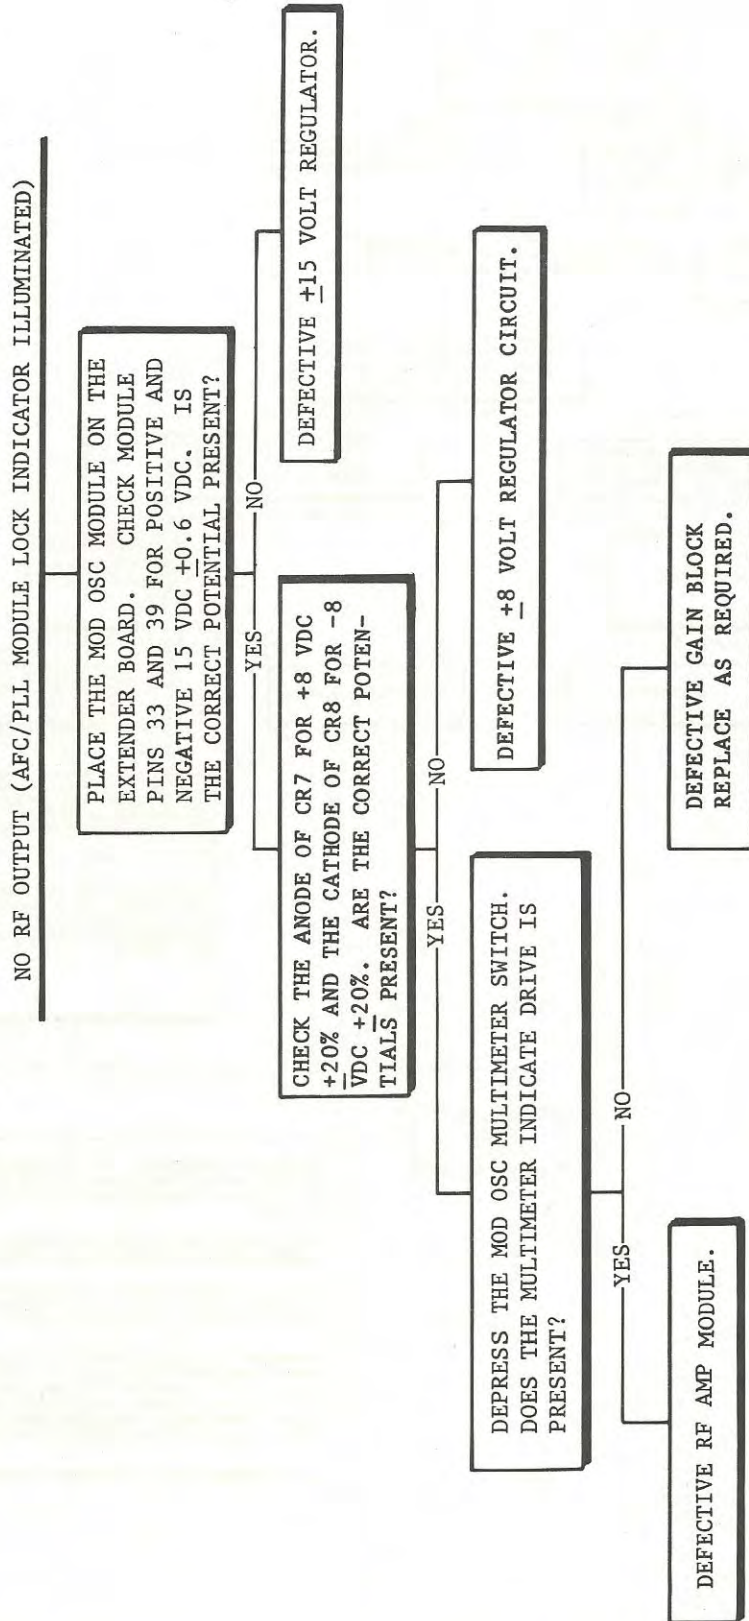 NO RF OUTPUT (AFC/PLL MODULE LOCK INDICATOR ILLUMINATED)
PLACE THE MOD OSC MODULE ON THE
EXTENDER BOARD. CHECK MODULE
PINS 33 AND 39 FOR POSITIVE AND
NEGATIVE 15 VDC ±0.6 VDC. IS
THE CORRECT POTENTIAL PRESENT?
YES
NO
CHECK THE ANODE OF CR7 FOR +8 VDC
±20% AND THE CATHODE OF CR8 FOR -8
VDC ±20%. ARE THE CORRECT POTEN-
TIALS PRESENT?
DEFECTIVE ±15 VOLT REGULATOR.
YES
NO
DEPRESS THE MOD OSC MULTIMETER SWITCH.
DOES THE MULTIMETER INDICATE DRIVE IS
PRESENT?
DEFECTIVE ±8 VOLT REGULATOR CIRCUIT.
YES
NO
DEFECTIVE RF AMP MODULE.
DEFECTIVE GAIN BLOCK
REPLACE AS REQUIRED.